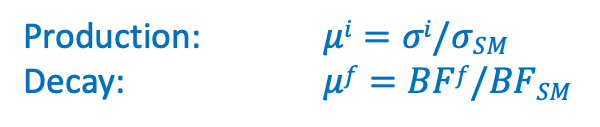 Production: μⁱ = σⁱ/σ_SM
Decay: μᶠ = BFᶠ/BF_SM